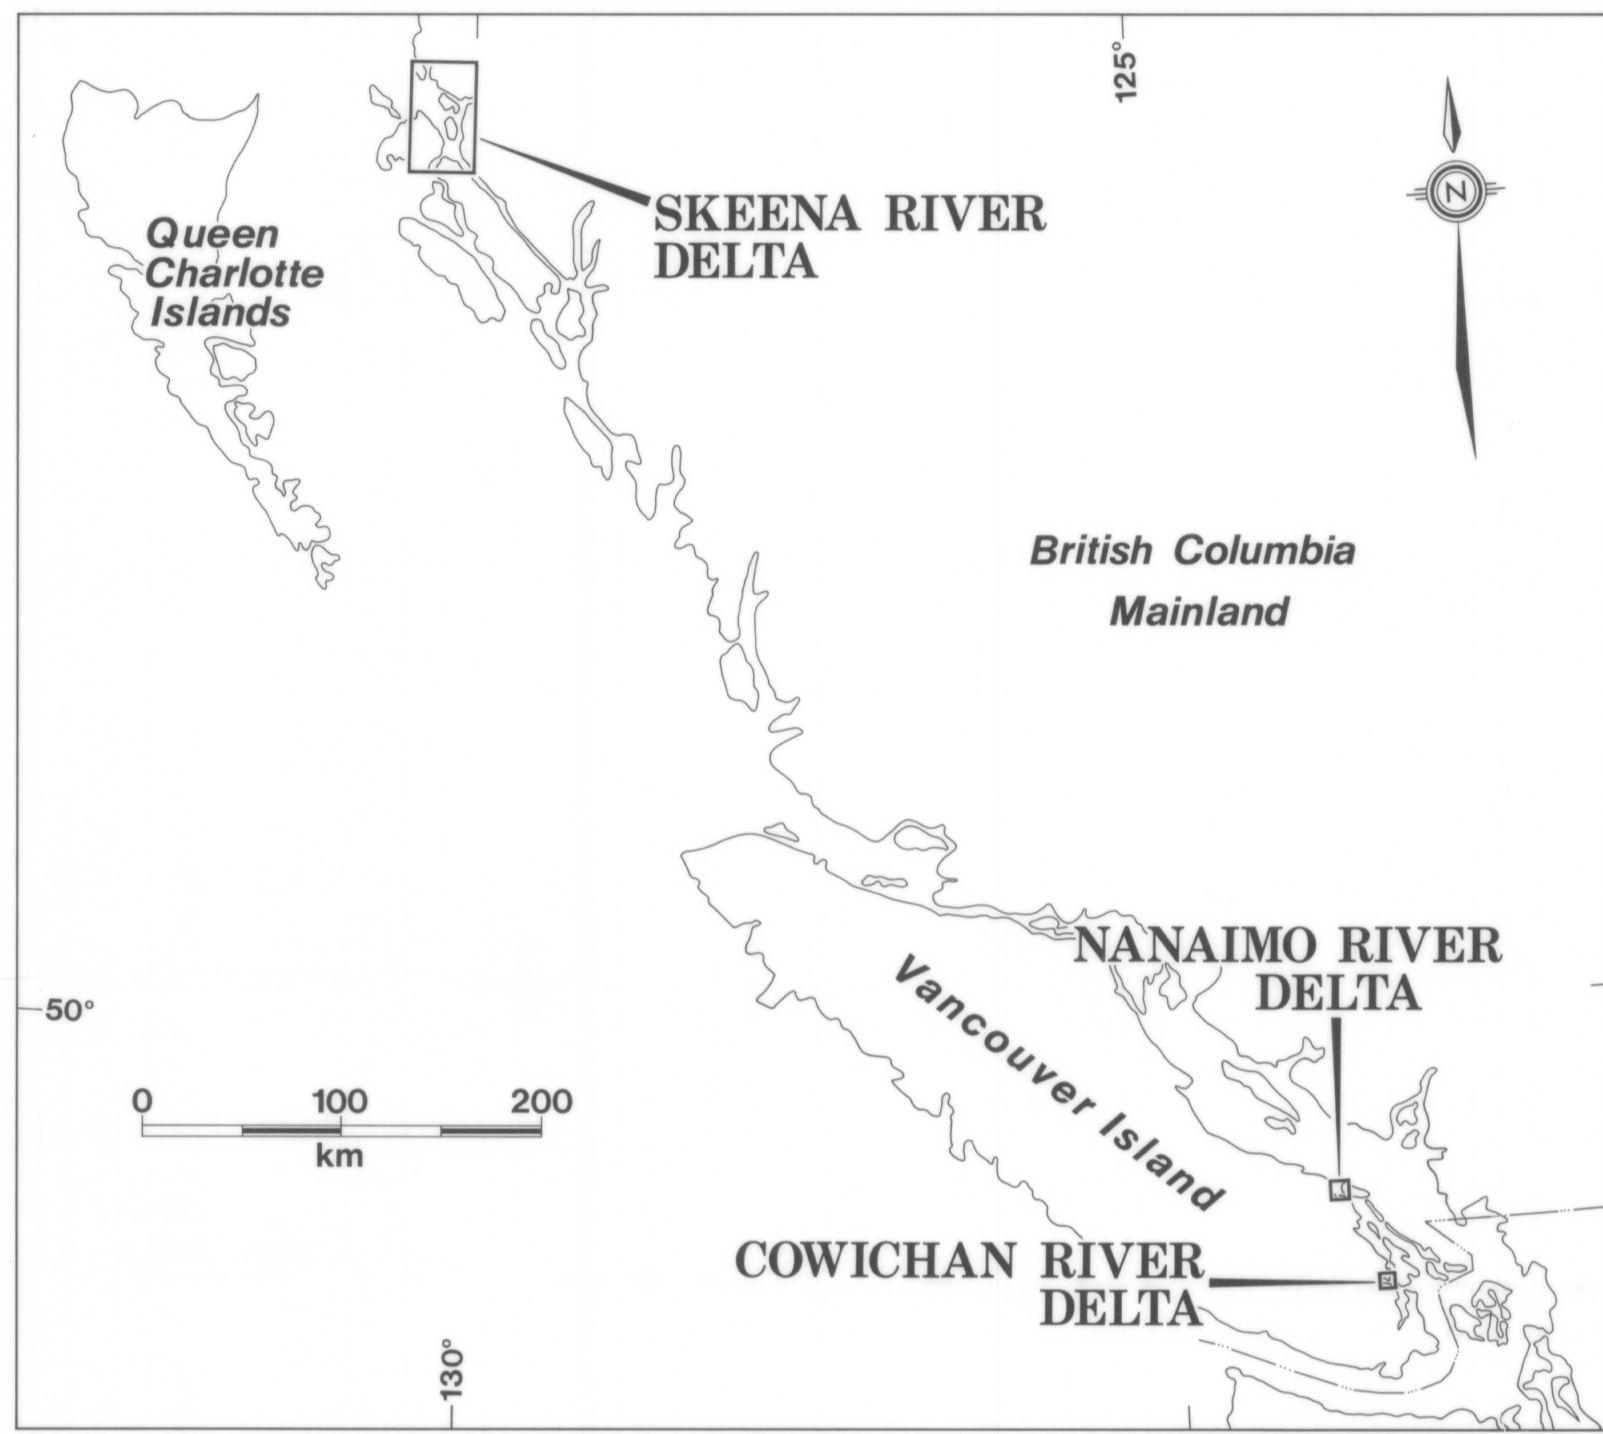 125°
N
SKEENA RIVER
DELTA
Queen
Charlotte
Islands
British Columbia
Mainland
NANAIMO RIVER
DELTA
Vancouver Island
50°
0 100 200
km
COWICHAN RIVER
DELTA
130°